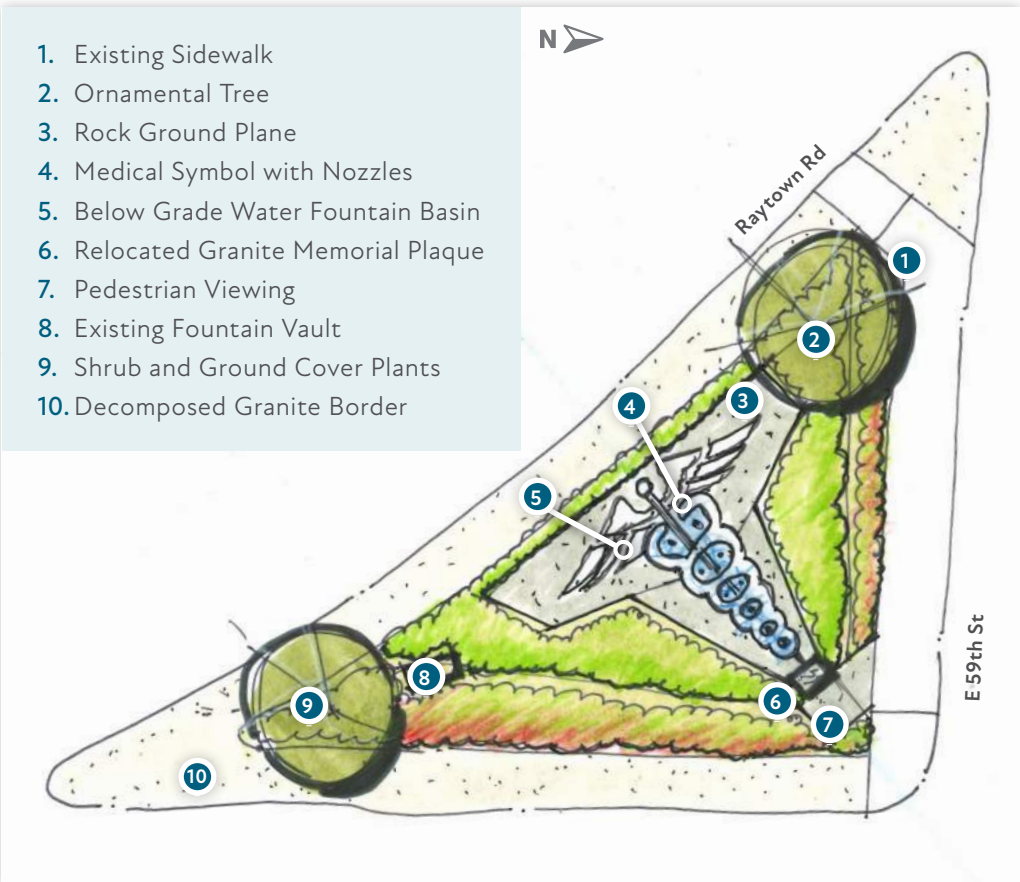 1. Existing Sidewalk
2. Ornamental Tree
3. Rock Ground Plane
4. Medical Symbol with Nozzles
5. Below Grade Water Fountain Basin
6. Relocated Granite Memorial Plaque
7. Pedestrian Viewing
8. Existing Fountain Vault
9. Shrub and Ground Cover Plants
10. Decomposed Granite Border
N
Raytown Rd
1
2
3
4
5
E 59th St
8
6
9
7
10